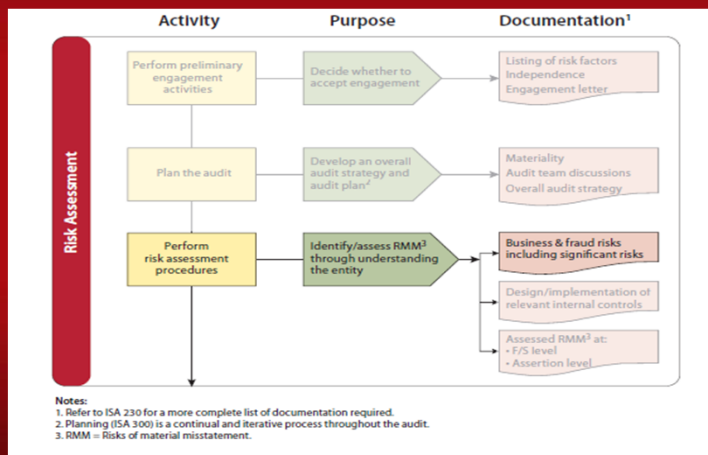 Activity
Purpose
Documentation1
Risk Assessment
Perform preliminary
engagement
activities
Decide whether to
accept engagement
Listing of risk factors
Independence
Engagement letter
Plan the audit
Develop an overall
audit strategy and
audit plan2
Materiality
Audit team discussions
Overall audit strategy
Perform
risk assessment
procedures
Identify/assess RMM3
through understanding
the entity
Business & fraud risks
including significant risks
Design/implementation of
relevant internal controls
Assessed RMM3 at:
• F/S level
• Assertion level
Notes:
1. Refer to ISA 230 for a more complete list of documentation required.
2. Planning (ISA 300) is a continual and iterative process throughout the audit.
3. RMM = Risks of material misstatement.